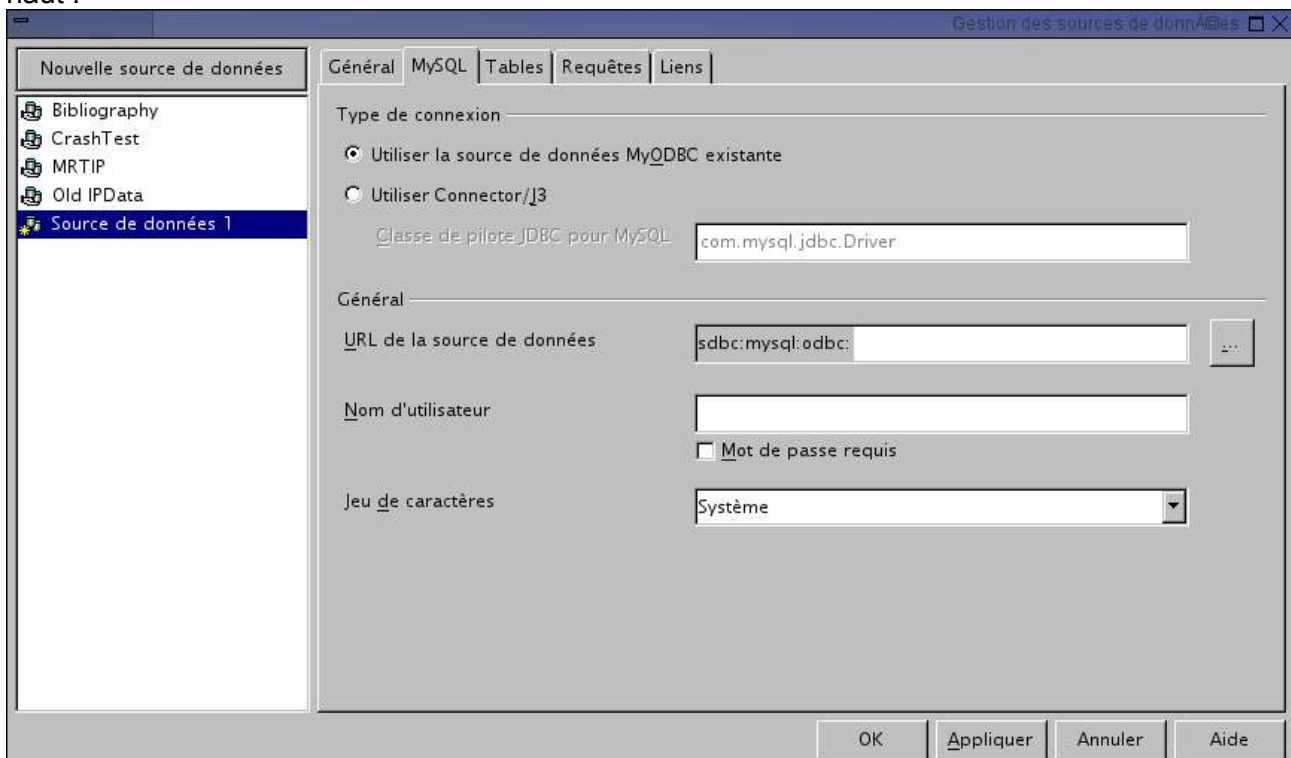 haut :
Gestion des sources de donnÃ©es
Nouvelle source de données
Bibliography
CrashTest
MRTIP
Old IPData
Source de données 1
Général MySQL Tables Requêtes Liens
Type de connexion
Utiliser la source de données MyODBC existante
Utiliser Connector/J3
Classe de pilote JDBC pour MySQL com.mysql.jdbc.Driver
Général
URL de la source de données sdbc:mysql:odbc: ...
Nom d'utilisateur
Mot de passe requis
Jeu de caractères Système
OK Appliquer Annuler Aide